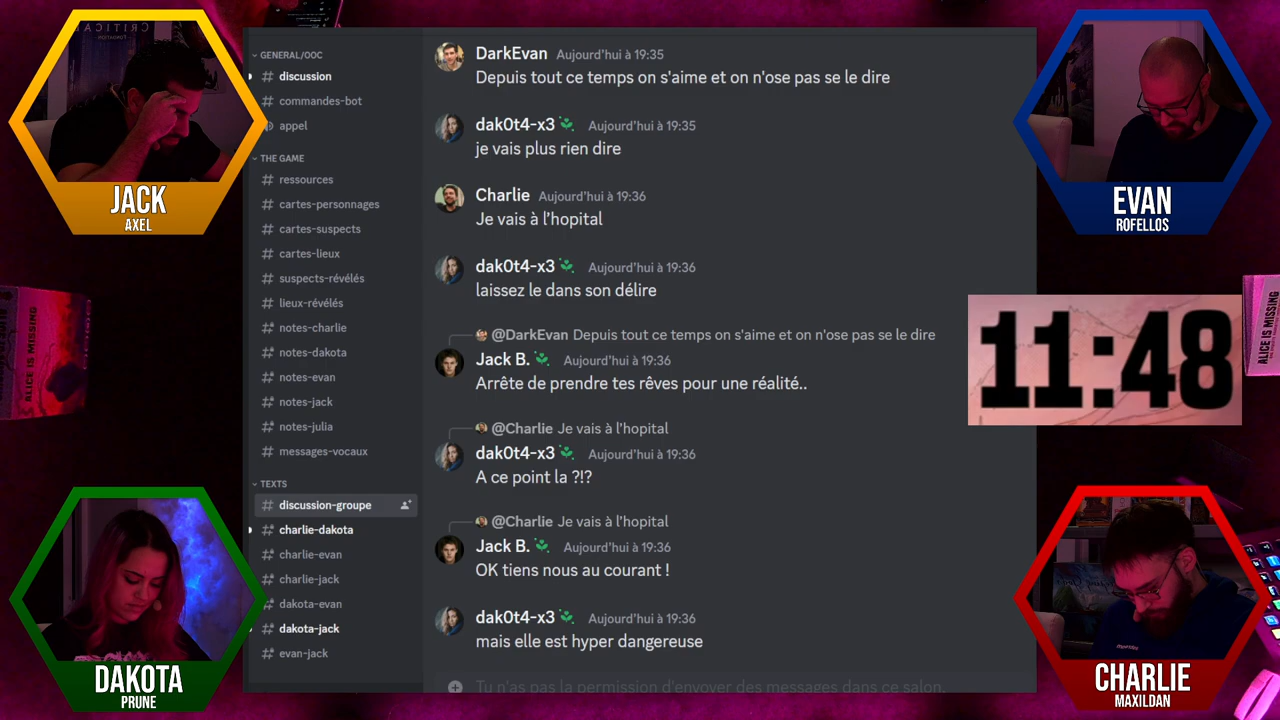 CRITICAL
FOUNDATION
JACK
AXEL
DAKOTA
PRUNE
ALICE IS MISSING
GENERAL/OOC
discussion
commandes-bot
appel
THE GAME
ressources
cartes-personnages
cartes-suspects
cartes-lieux
suspects-révélés
lieux-révélés
notes-charlie
notes-dakota
notes-evan
notes-jack
notes-julia
messages-vocaux
TEXTS
discussion-groupe
charlie-dakota
charlie-evan
charlie-jack
dakota-evan
dakota-jack
evan-jack
DarkEvan Aujourd'hui à 19:35
Depuis tout ce temps on s'aime et on n'ose pas se le dire
dak0t4-x3 Aujourd'hui à 19:35
je vais plus rien dire
Charlie Aujourd'hui à 19:36
Je vais à l'hopital
dak0t4-x3 Aujourd'hui à 19:36
laissez le dans son délire
@DarkEvan Depuis tout ce temps on s'aime et on n'ose pas se le dire
Jack B. Aujourd'hui à 19:36
Arrête de prendre tes rêves pour une réalité..
@Charlie Je vais à l'hopital
dak0t4-x3 Aujourd'hui à 19:36
A ce point la ?!?
@Charlie Je vais à l'hopital
Jack B. Aujourd'hui à 19:36
OK tiens nous au courant !
dak0t4-x3 Aujourd'hui à 19:36
mais elle est hyper dangereuse
Tu n'as pas la permission d'envoyer des messages dans ce salon.
EVAN
ROFELLOS
11:48
ALICE IS MISSING
CHARLIE
MAXILDAN